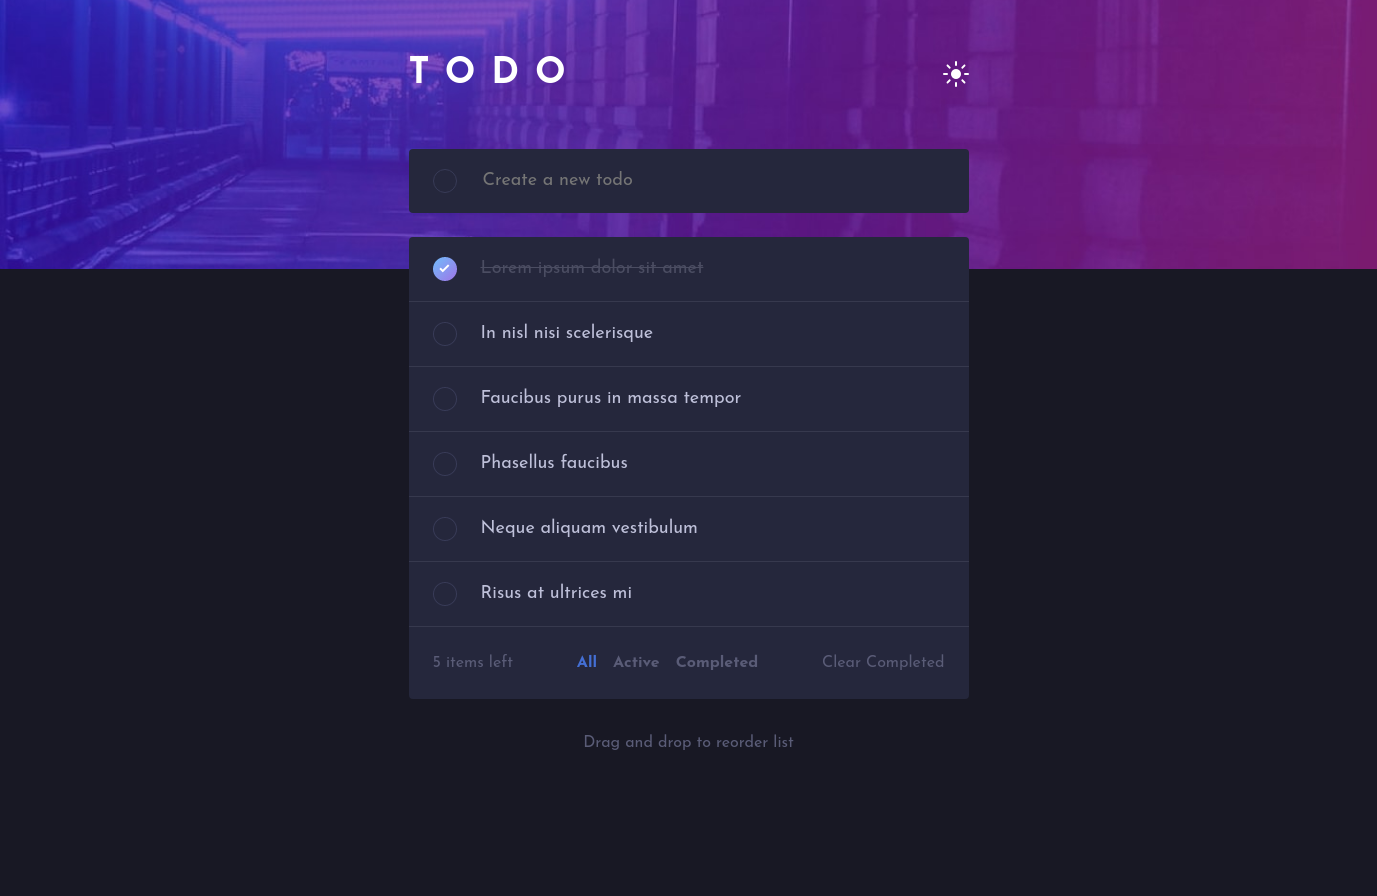 TODO
Create a new todo
Lorem ipsum dolor sit amet
In nisl nisi scelerisque
Faucibus purus in massa tempor
Phasellus faucibus
Neque aliquam vestibulum
Risus at ultrices mi
5 items left All Active Completed Clear Completed
Drag and drop to reorder list